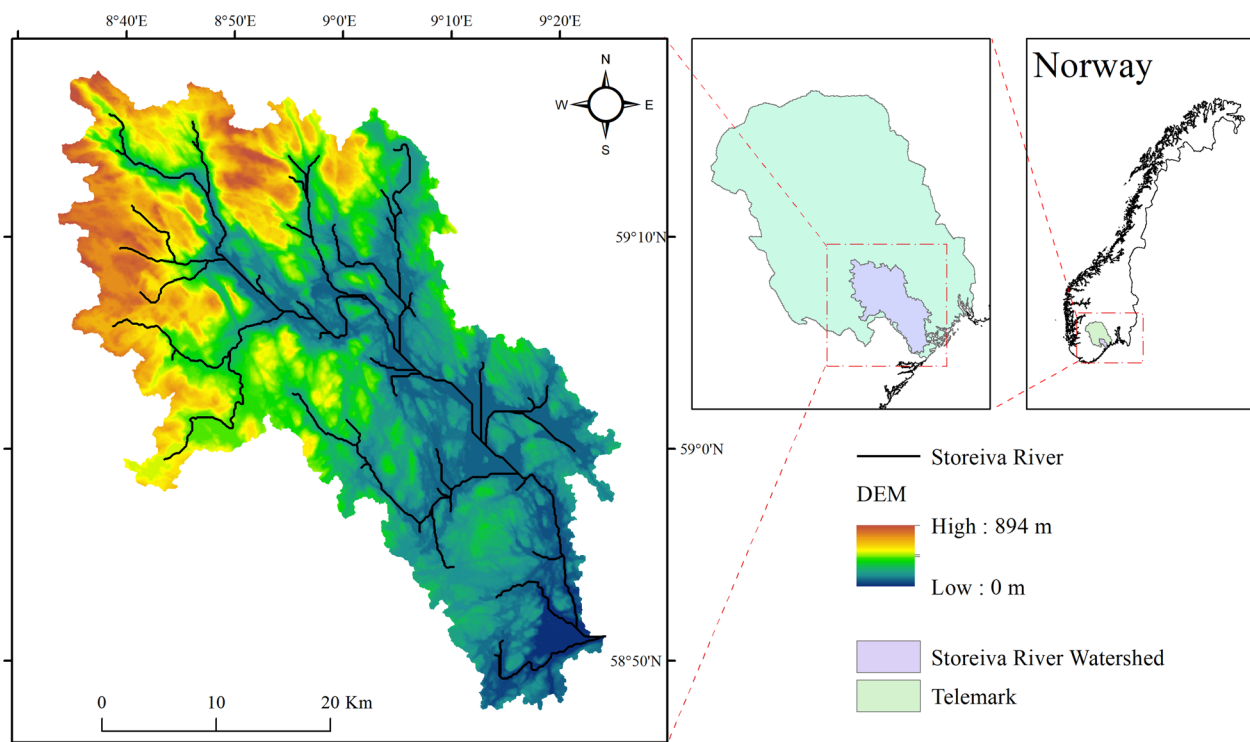 8°40'E
8°50'E
9°0'E
9°10'E
9°20'E
N
W
E
S
Norway
59°10'N
59°0'N
58°50'N
Storeiva River
DEM
High : 894 m
Low : 0 m
Storeiva River Watershed
Telemark
0
10
20 Km